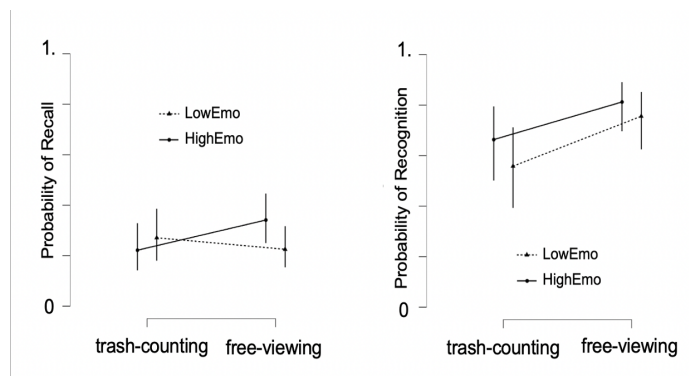 1.
Probability of Recall
LowEmo
HighEmo
0
trash-counting free-viewing
1.
Probability of Recognition
LowEmo
HighEmo
0
trash-counting free-viewing